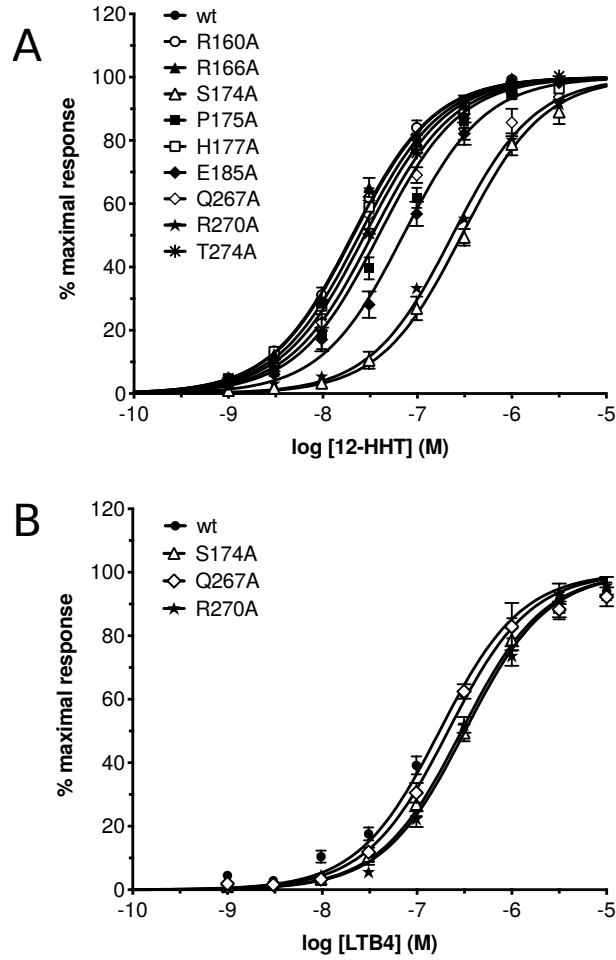 A
120
100
80
60
40
20
0
% maximal response
wt
R160A
R166A
S174A
P175A
H177A
E185A
Q267A
R270A
T274A
-10 -9 -8 -7 -6 -5
log [12-HHT] (M)
B
120
100
80
60
40
20
0
% maximal response
wt
S174A
Q267A
R270A
-10 -9 -8 -7 -6 -5
log [LTB4] (M)